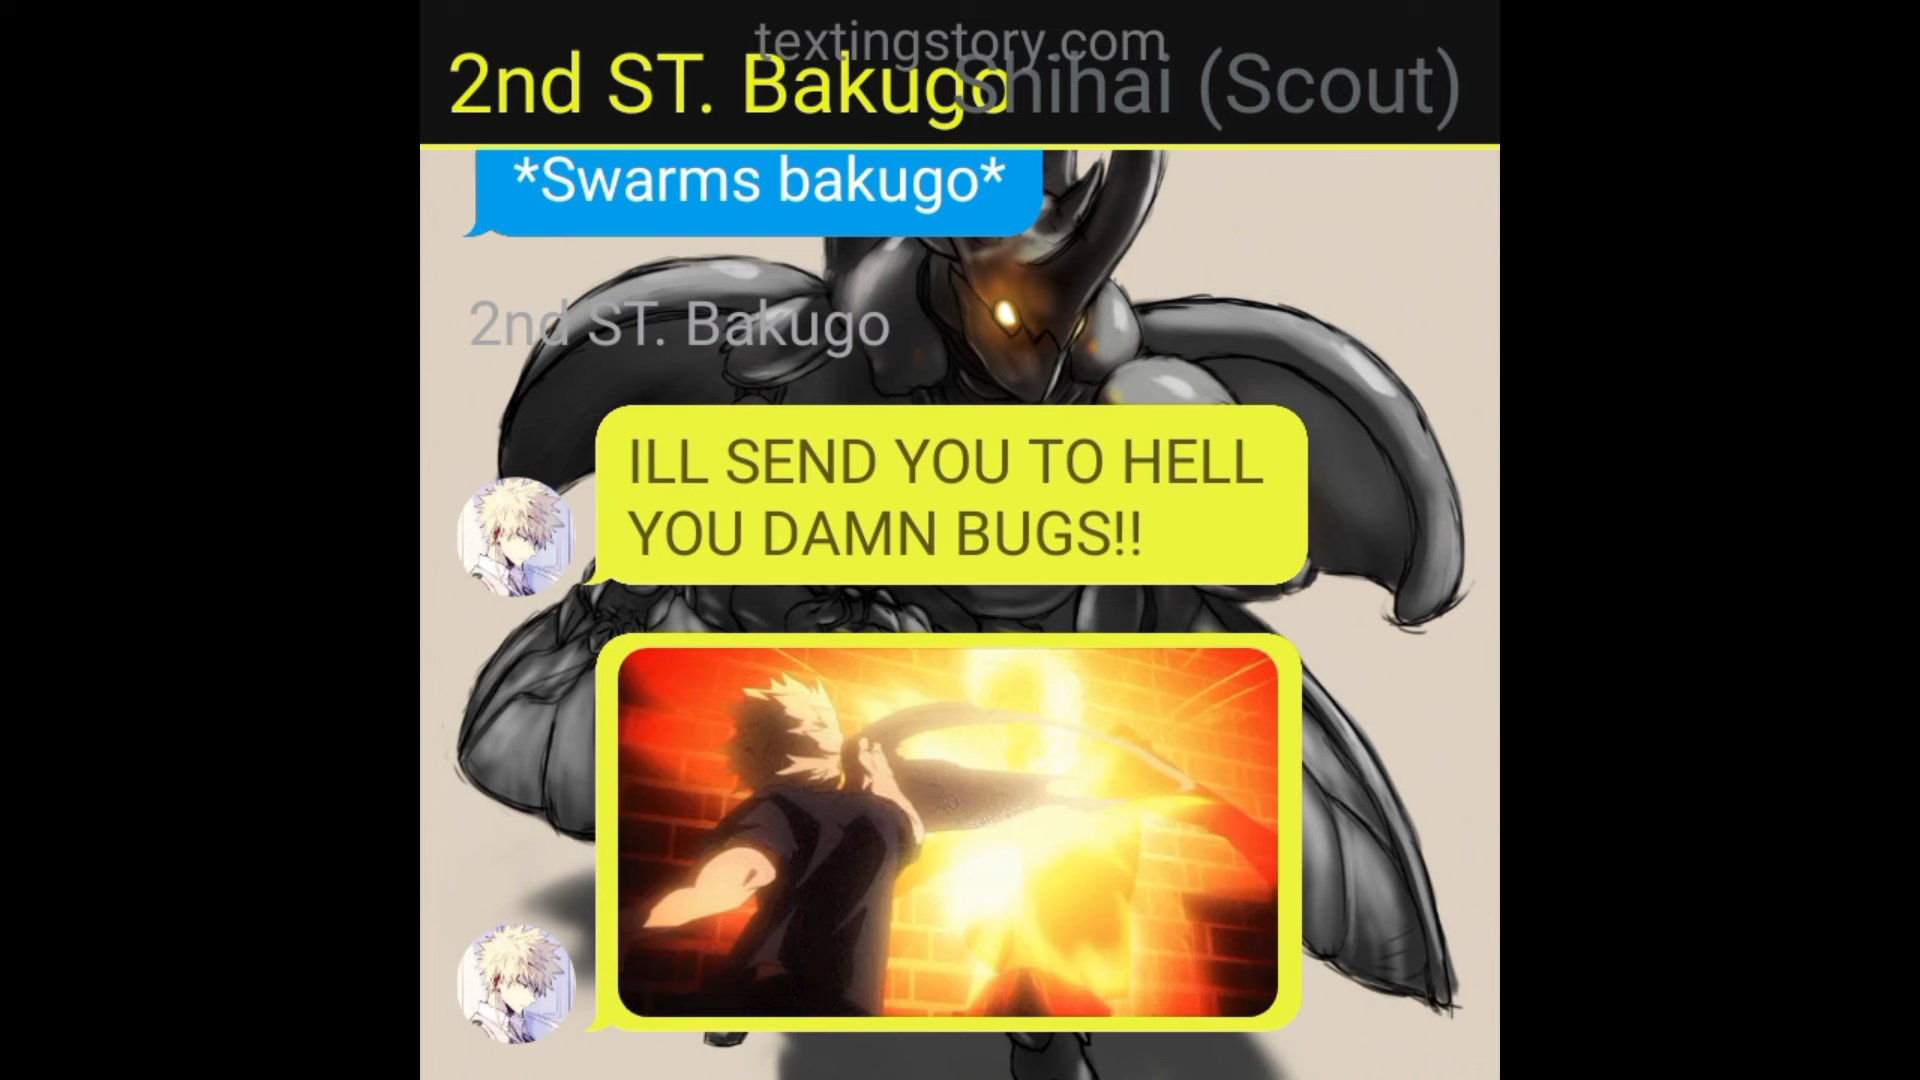 textingstory.com
2nd ST. Bakugo
Shihai (Scout)
*Swarms bakugo*
2nd ST. Bakugo
ILL SEND YOU TO HELL
YOU DAMN BUGS!!